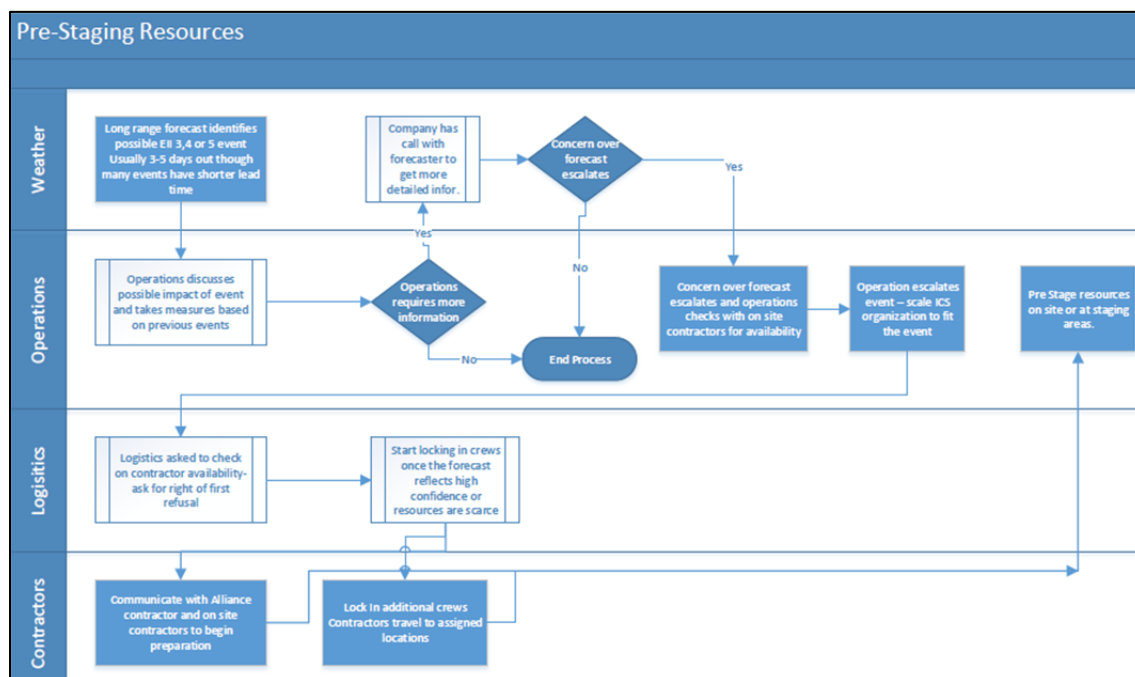 Pre-Staging Resources
Weather
Long range forecast identifies
possible EII 3,4 or 5 event
Usually 3-5 days out though
many events have shorter lead
time
Company has
call with
forecaster to
get more
detailed infor.
Concern over
forecast
escalates
Yes
Yes
No
Operations
Operations discusses
possible impact of event
and takes measures based
on previous events
Operations
requires more
information
No
End Process
Concern over forecast
escalates and operations
checks with on site
contractors for availability
Operation escalates
event – scale ICS
organization to fit
the event
Pre Stage resources
on site or at staging
areas.
Logisitics
Logistics asked to check
on contractor availability-
ask for right of first
refusal
Start locking in crews
once the forecast
reflects high
confidence or
resources are scarce
Contractors
Communicate with Alliance
contractor and on site
contractors to begin
preparation
Lock In additional crews
Contractors travel to assigned
locations